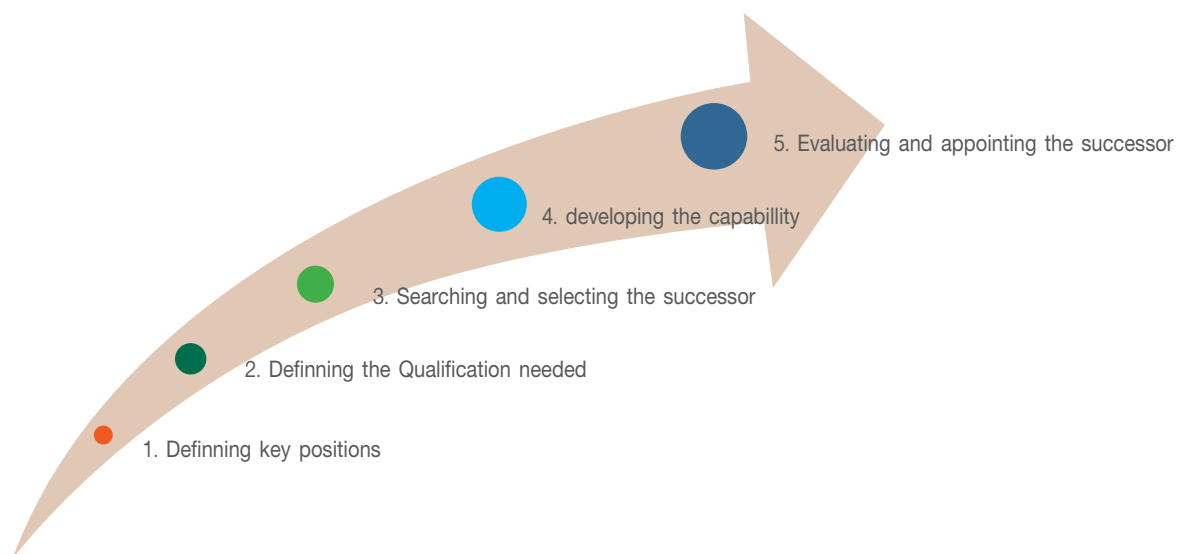 5. Evaluating and appointing the successor
4. developing the capabillity
3. Searching and selecting the successor
2. Definning the Qualification needed
1. Definning key positions